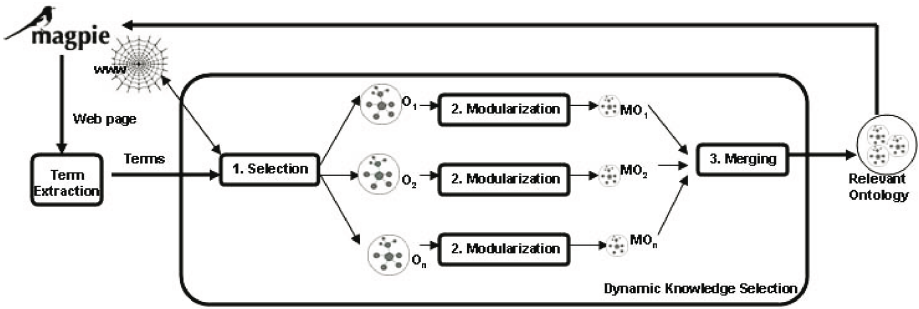 magpie
www
Web page
Term
Extraction
Terms
1. Selection
O1
2. Modularization
MO1
O2
2. Modularization
MO2
On
2. Modularization
MOn
3. Merging
Relevant
Ontology
Dynamic Knowledge Selection